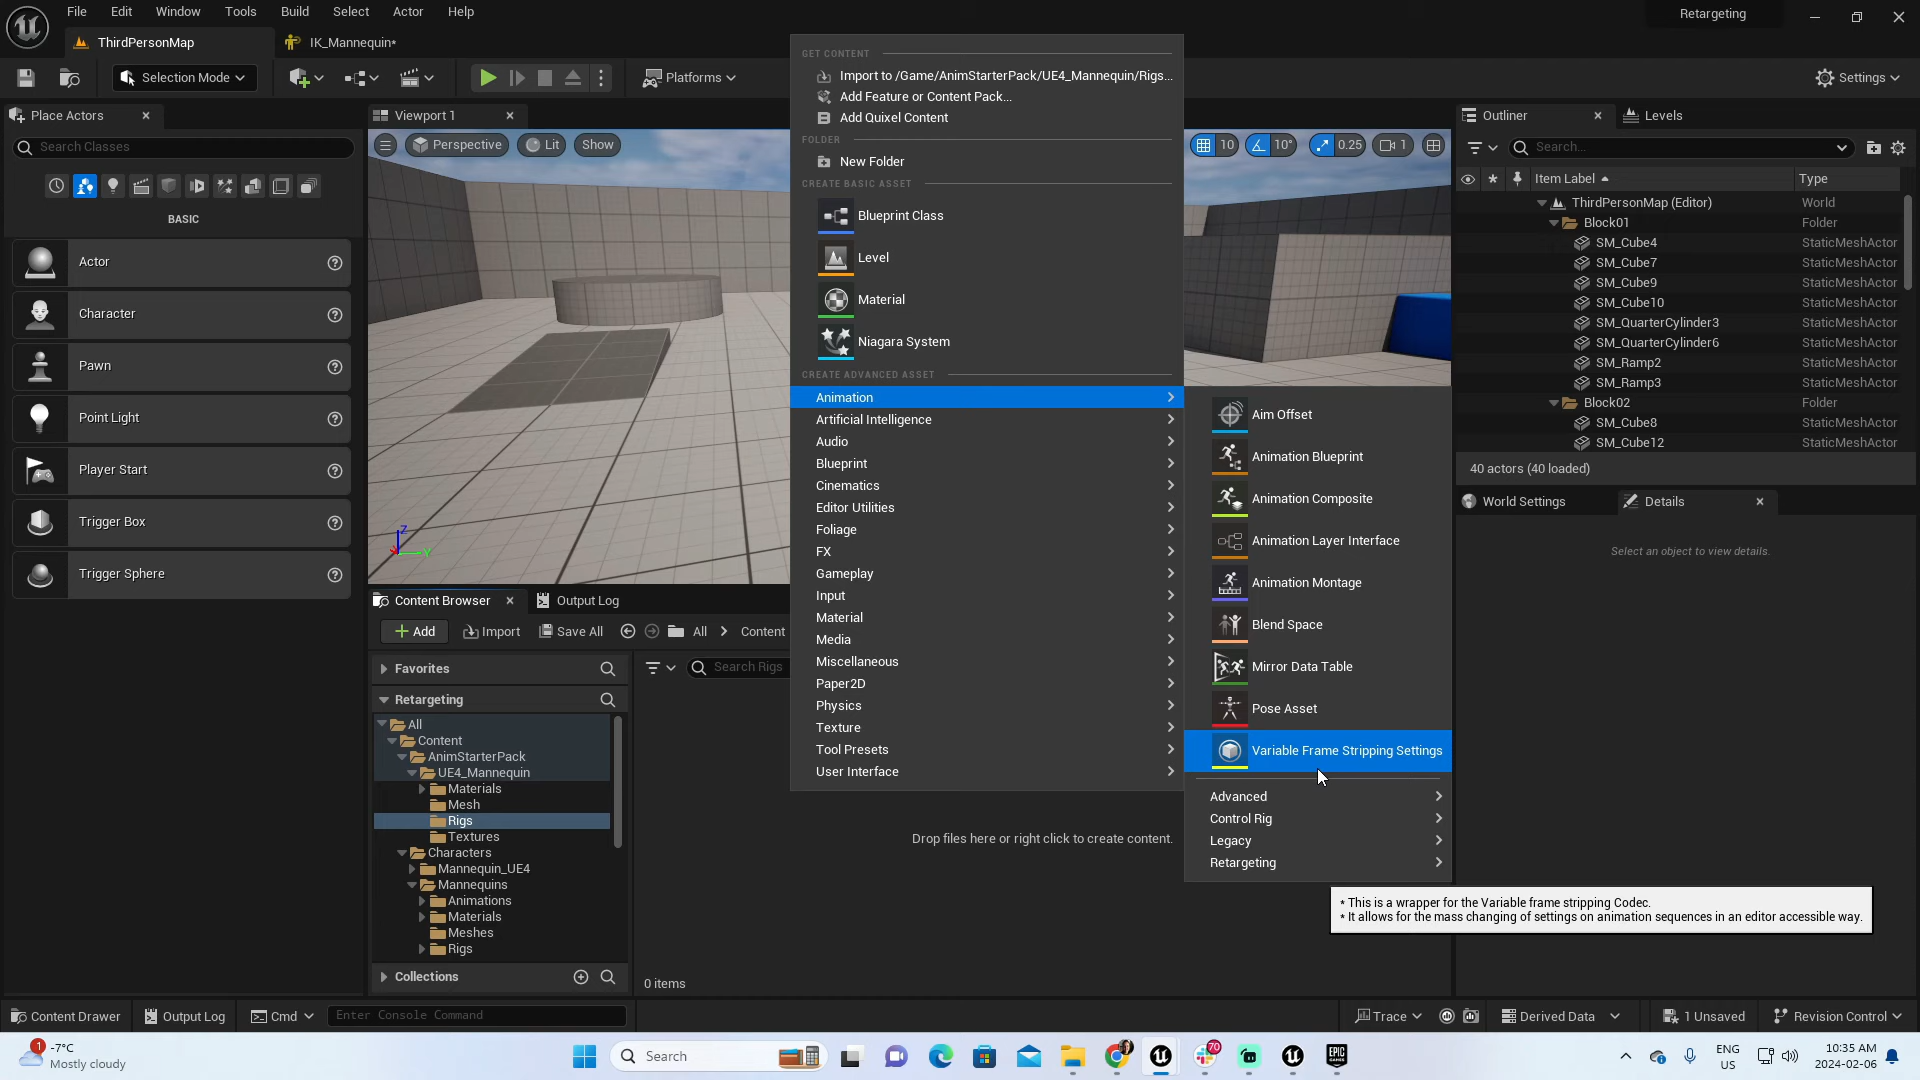 File Edit Window Tools Build Select Actor Help
Retargeting
ThirdPersonMap
IK_Mannequin*
Selection Mode
Platforms
Settings
Place Actors
Search Classes
BASIC
Actor
Character
Pawn
Point Light
Player Start
Trigger Box
Trigger Sphere
Viewport 1
Perspective
Lit
Show
10
10°
0.25
1
Z
Y
GET CONTENT
Import to /Game/AnimStarterPack/UE4_Mannequin/Rigs...
Add Feature or Content Pack...
Add Quixel Content
FOLDER
New Folder
CREATE BASIC ASSET
Blueprint Class
Level
Material
Niagara System
CREATE ADVANCED ASSET
Animation
Artificial Intelligence
Audio
Blueprint
Cinematics
Editor Utilities
Foliage
FX
Gameplay
Input
Material
Media
Miscellaneous
Paper2D
Physics
Texture
Tool Presets
User Interface
Aim Offset
Animation Blueprint
Animation Composite
Animation Layer Interface
Animation Montage
Blend Space
Mirror Data Table
Pose Asset
Variable Frame Stripping Settings
Advanced
Control Rig
Legacy
Retargeting
* This is a wrapper for the Variable frame stripping Codec.
* It allows for the mass changing of settings on animation sequences in an editor accessible way.
Outliner
Levels
Search...
Item Label
Type
ThirdPersonMap (Editor) World
Block01 Folder
SM_Cube4 StaticMeshActor
SM_Cube7 StaticMeshActor
SM_Cube9 StaticMeshActor
SM_Cube10 StaticMeshActor
SM_QuarterCylinder3 StaticMeshActor
SM_QuarterCylinder6 StaticMeshActor
SM_Ramp2 StaticMeshActor
SM_Ramp3 StaticMeshActor
Block02 Folder
SM_Cube8 StaticMeshActor
SM_Cube12 StaticMeshActor
40 actors (40 loaded)
World Settings
Details
Select an object to view details.
Content Browser
Output Log
Add
Import
Save All
All
Content
Favorites
Search Rigs
Retargeting
All
Content
AnimStarterPack
UE4_Mannequin
Materials
Mesh
Rigs
Textures
Characters
Mannequin_UE4
Mannequins
Animations
Materials
Meshes
Rigs
Collections
Drop files here or right click to create content.
0 items
Content Drawer
Output Log
Cmd
Enter Console Command
Trace
Derived Data
1 Unsaved
Revision Control
1
-7°C
Mostly cloudy
Search
70
ENG
US
10:35 AM
2024-02-06